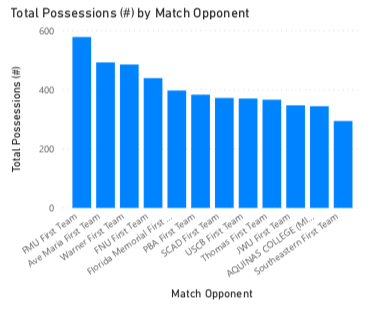 Total Possessions (#) by Match Opponent
Total Possessions (#)
600
400
200
0
FMU First Team
Ave Maria First Team
Warner First Team
FNU First Team
Florida Memorial First ...
PBA First Team
SCAD First Team
USCB First Team
Thomas First Team
JWU First Team
AQUINAS COLLEGE (MI...
Southeastern First Team
Match Opponent